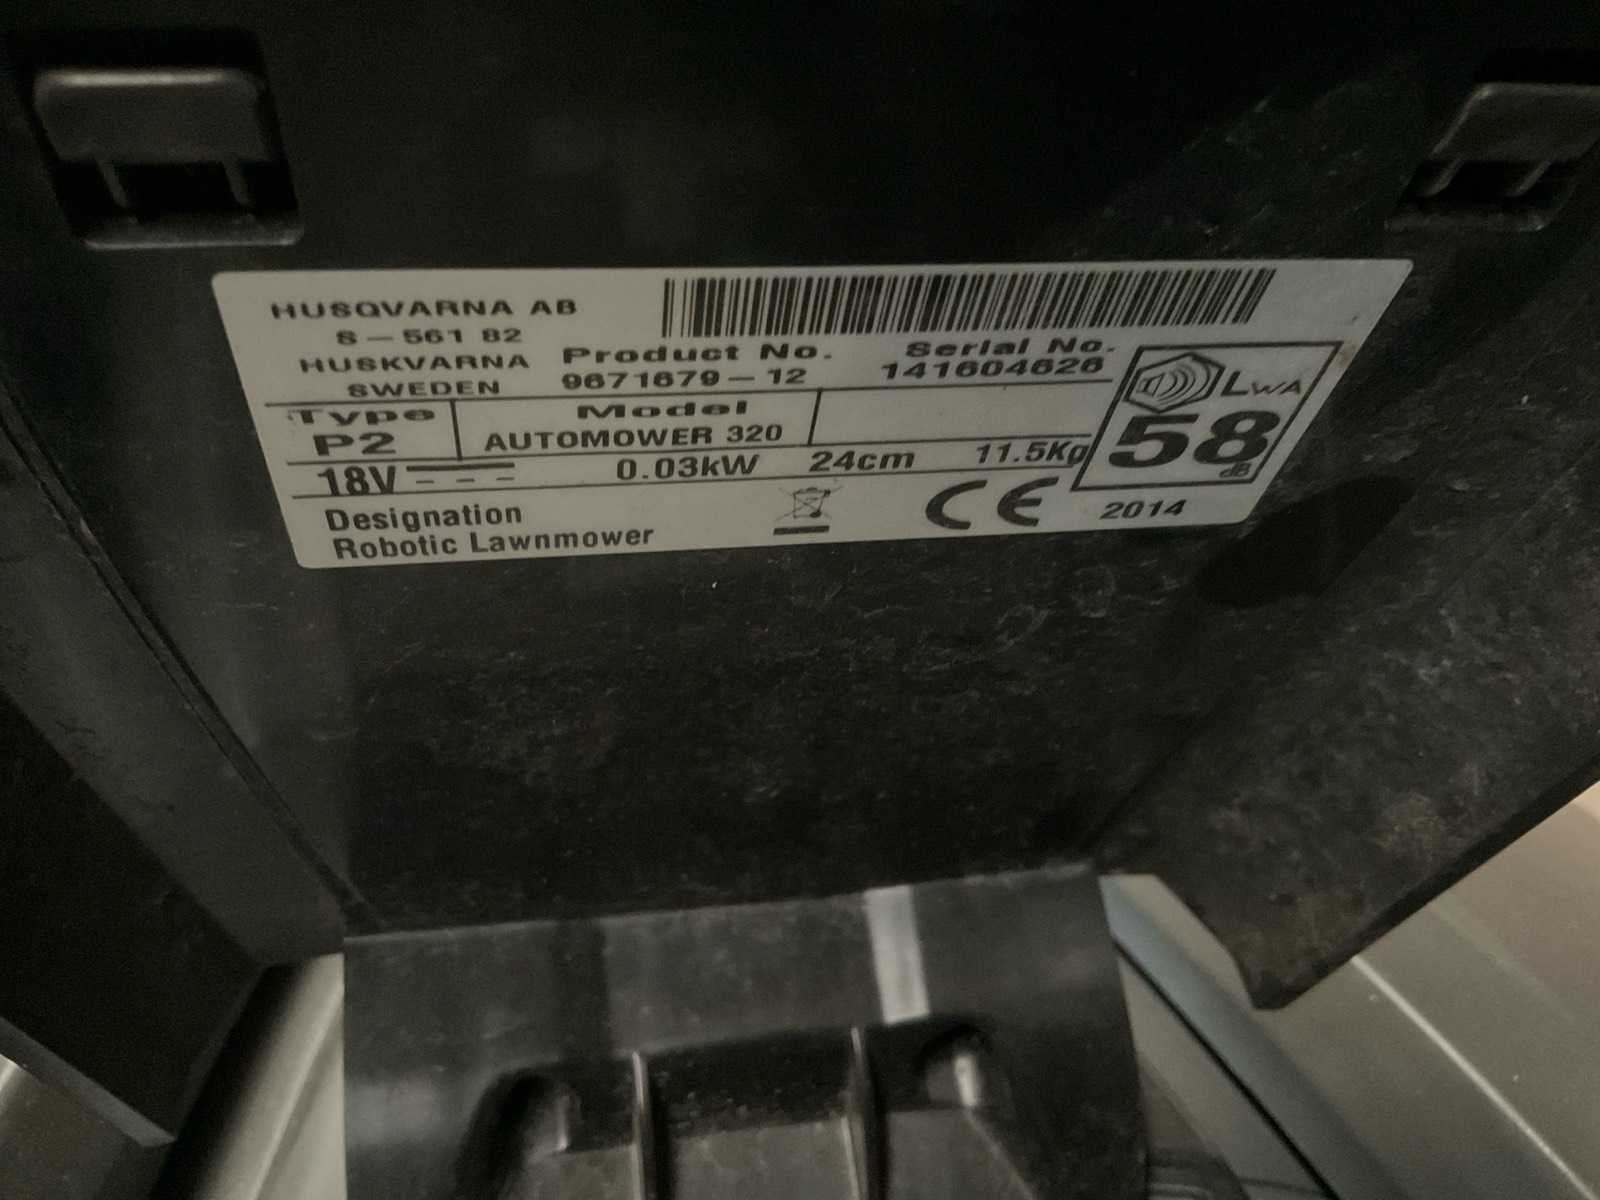 HUSQVARNA AB
S-561 82
HUSKVARNA
SWEDEN
Product No.
9671679-12
Serial No.
141604626
Type
P2
Model
AUTOMOWER 320
18V
0.03kW
24cm
11.5Kg
LWA
58
dB
Designation
Robotic Lawnmower
CE
2014